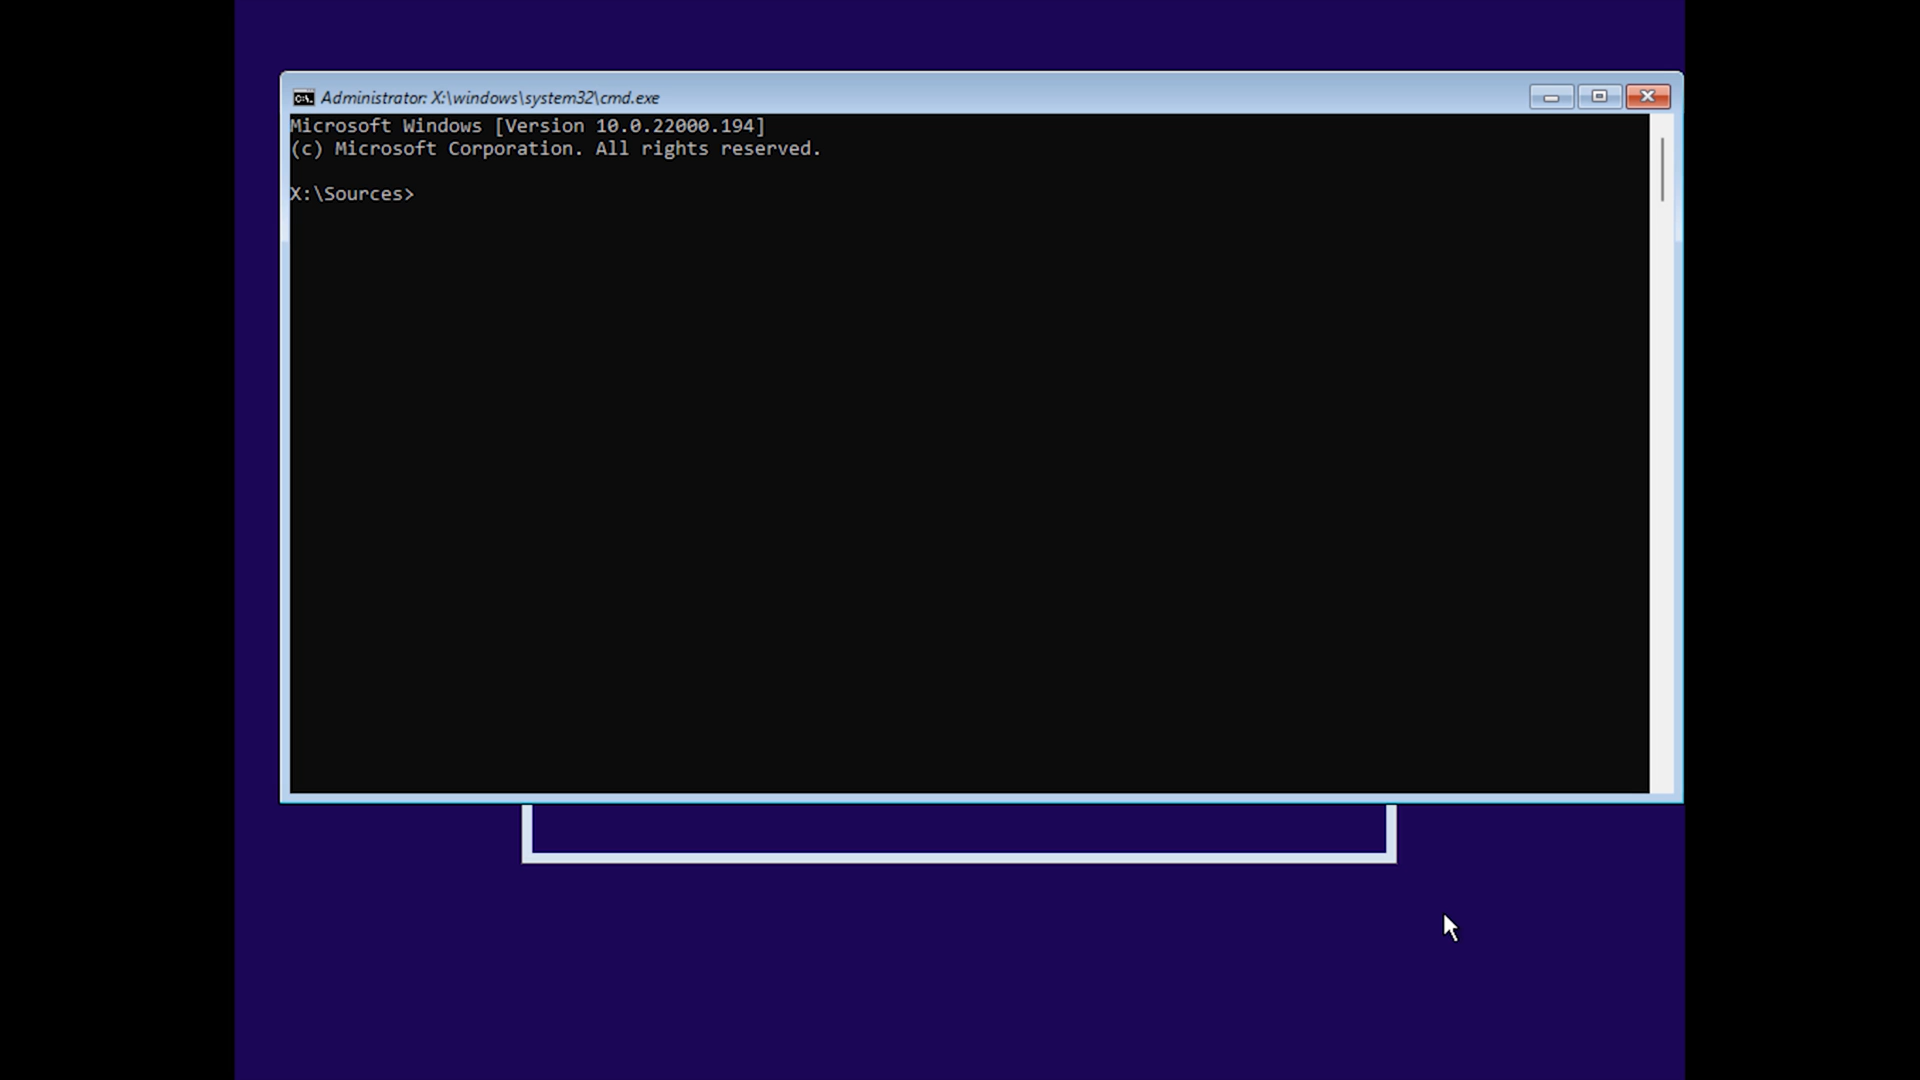 Administrator: X:\windows\system32\cmd.exe
Microsoft Windows [Version 10.0.22000.194]
(c) Microsoft Corporation. All rights reserved.
X:\Sources>